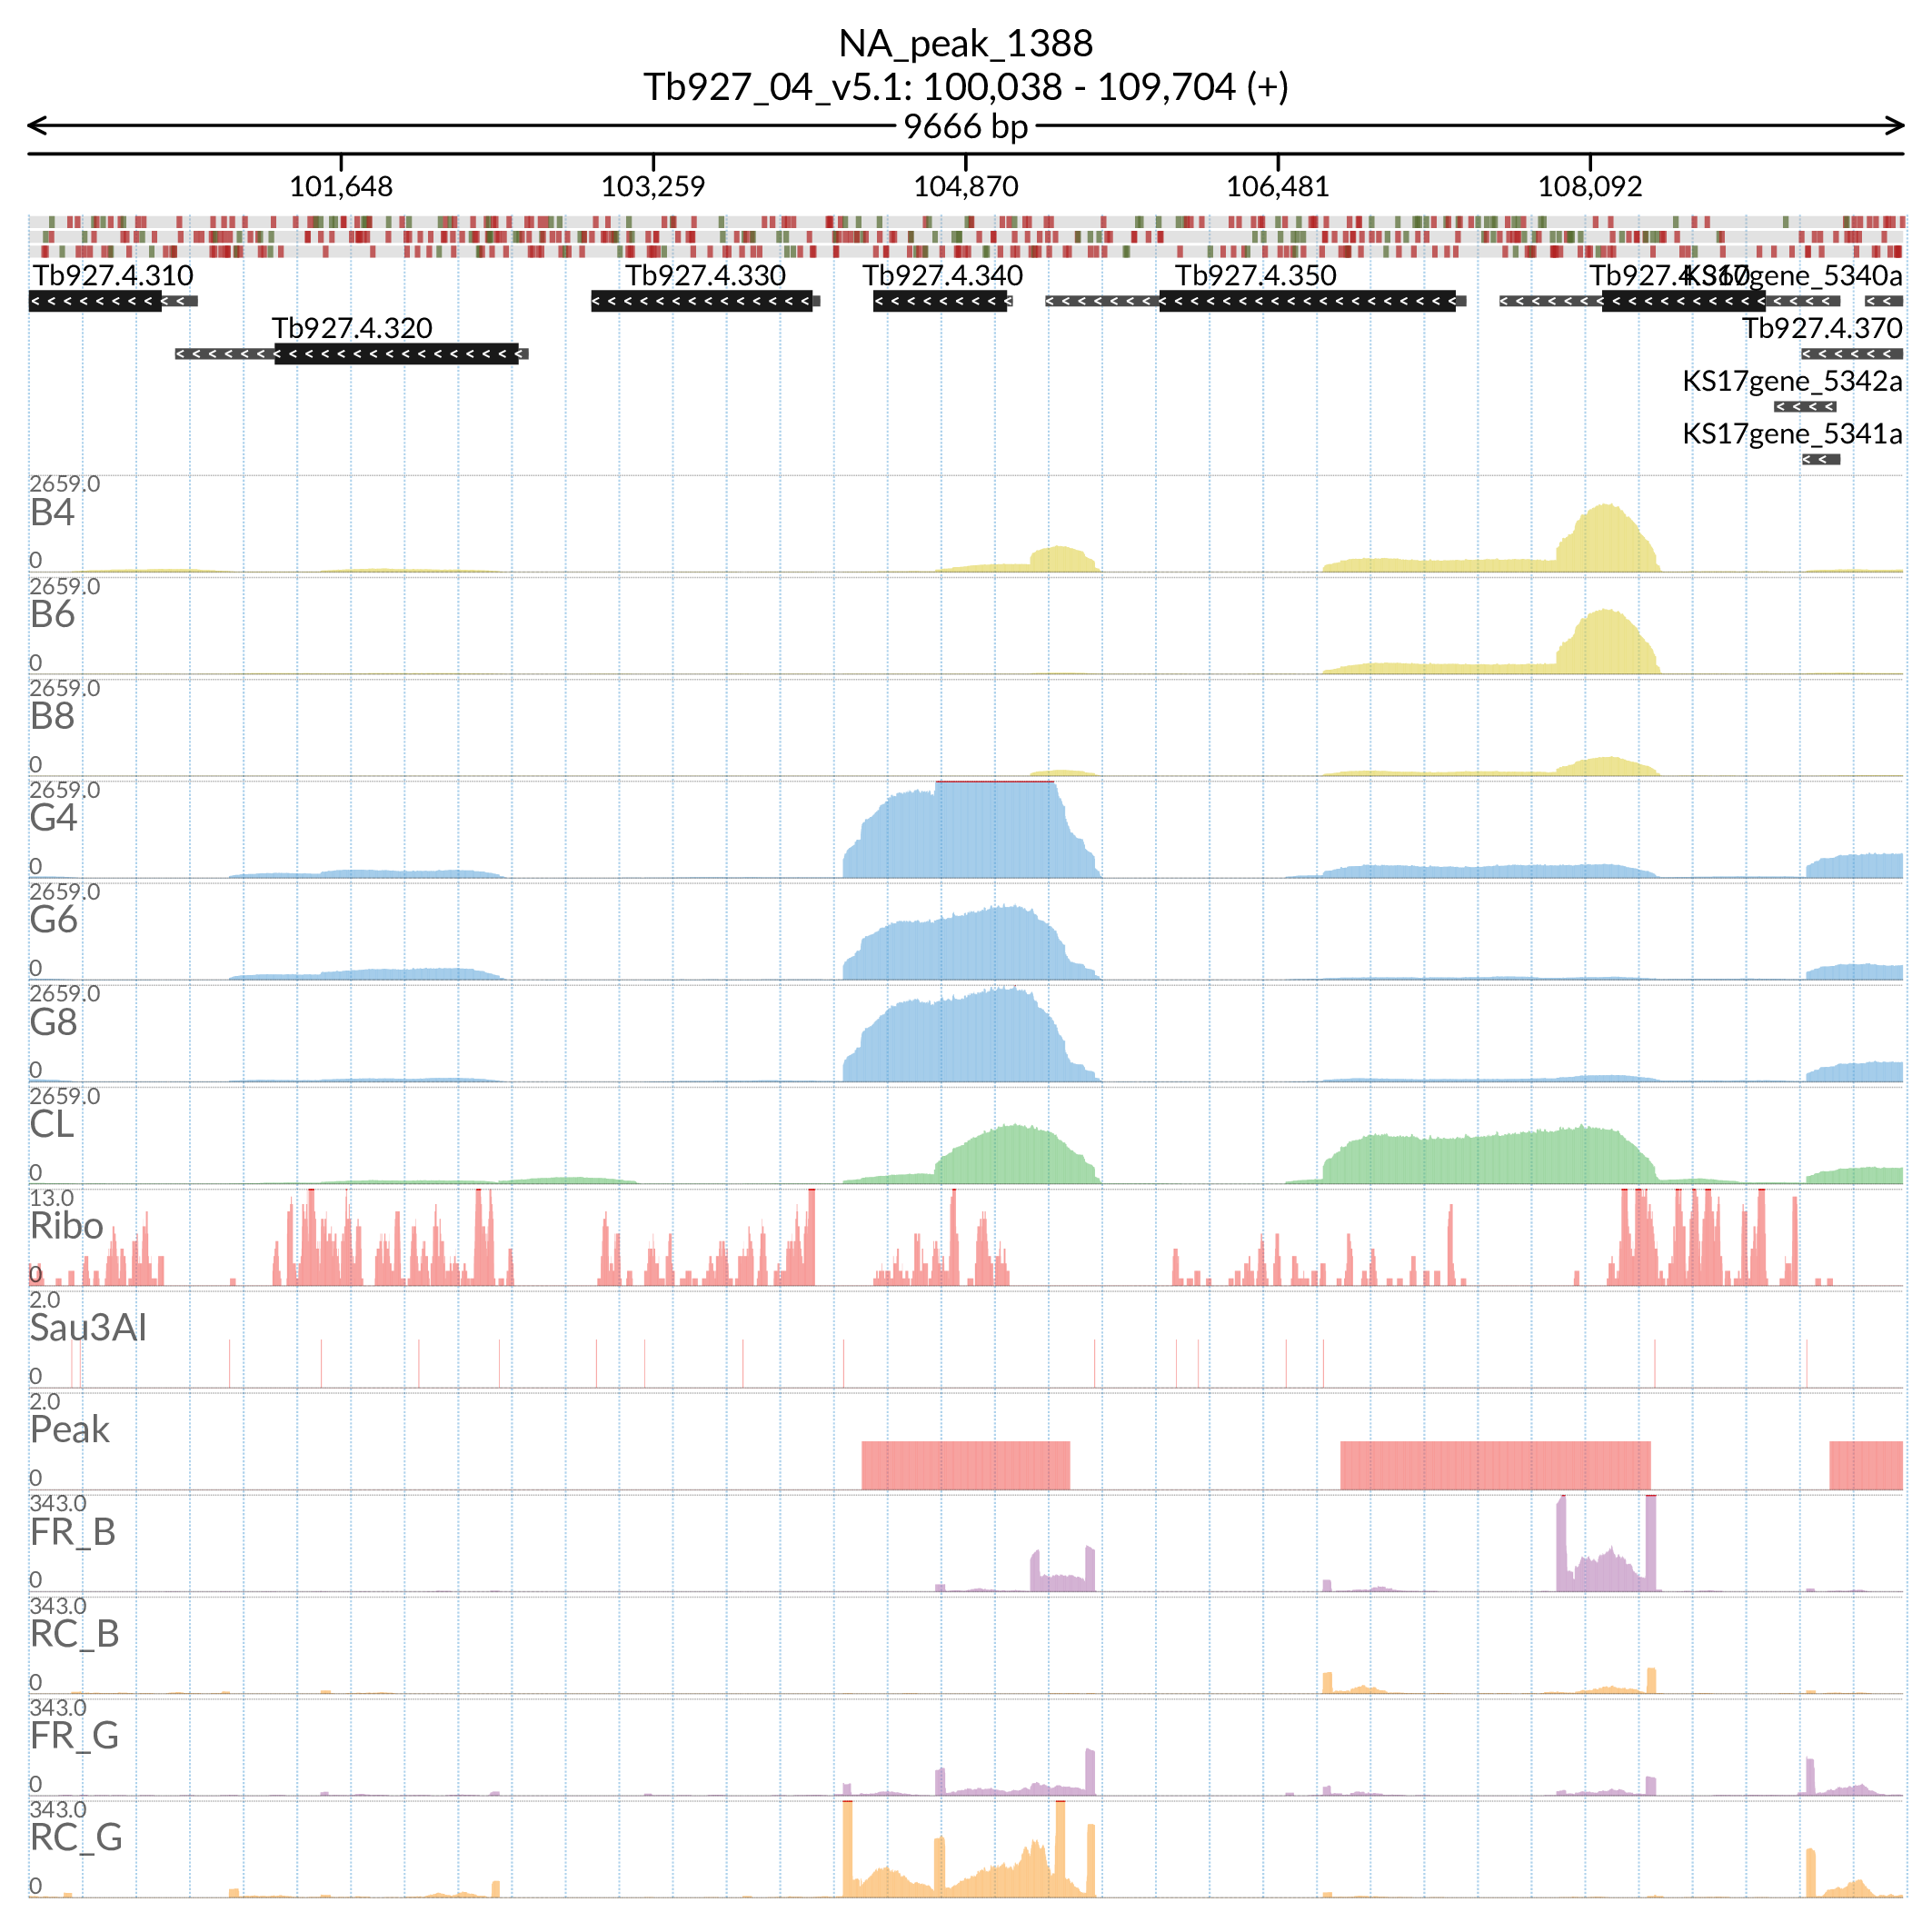 NA_peak_1388
Tb927_04_v5.1: 100,038 - 109,704 (+)
9666 bp
101,648 103,259 104,870 106,481 108,092
Tb927.4.310 Tb927.4.330 Tb927.4.340 Tb927.4.350 Tb927.4.360 KS17gene_5340a
Tb927.4.320 Tb927.4.370
KS17gene_5342a
KS17gene_5341a
2659.0
B4
0
2659.0
B6
0
2659.0
B8
0
2659.0
G4
0
2659.0
G6
0
2659.0
G8
0
2659.0
CL
0
13.0
Ribo
0
2.0
Sau3AI
0
2.0
Peak
0
343.0
FR_B
0
343.0
RC_B
0
343.0
FR_G
0
343.0
RC_G
0